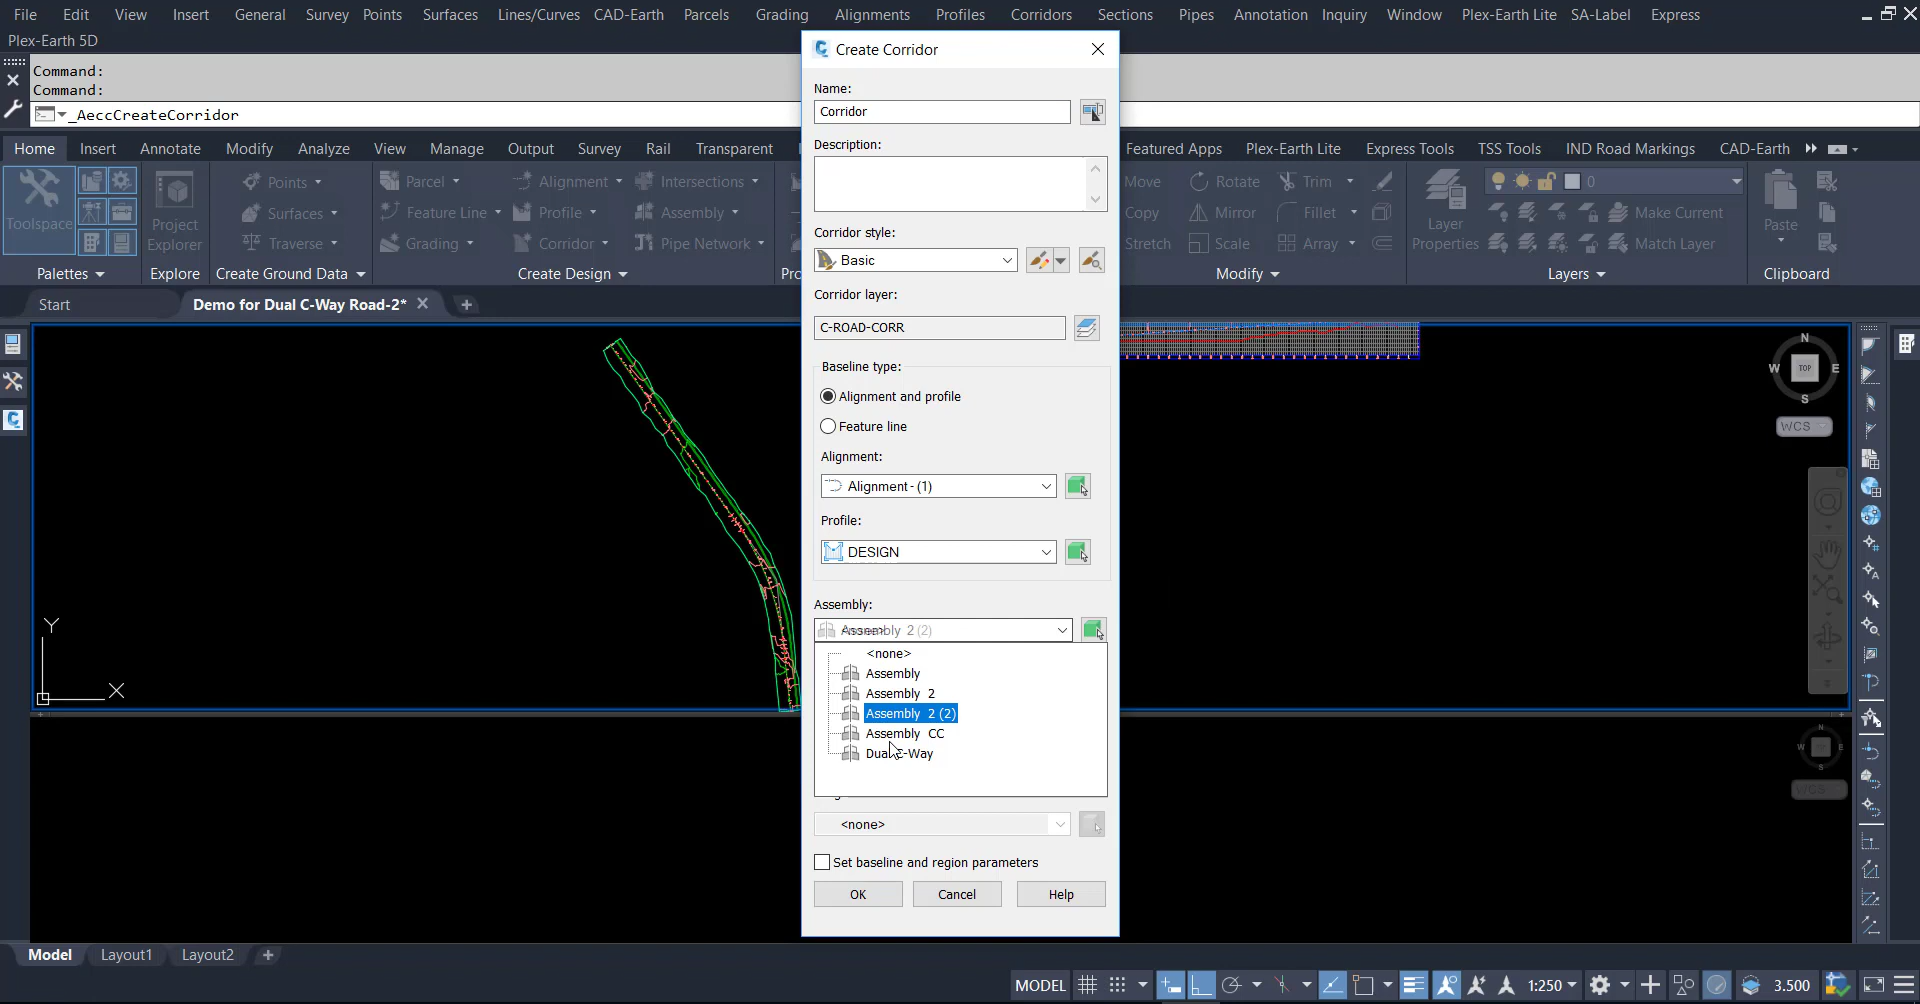 File Edit View Insert General Survey Points Surfaces Lines/Curves CAD-Earth Parcels Grading Alignments Profiles Corridors Sections Pipes Annotation Inquiry Window Plex-Earth Lite SA-Label Express
Plex-Earth 5D
Command:
Command:
_AeccCreateCorridor
Home Insert Annotate Modify Analyze View Manage Output Survey Rail Transparent
Featured Apps Plex-Earth Lite Express Tools TSS Tools IND Road Markings CAD-Earth
Toolspace
Palettes
Project
Explorer
Explore
Points
Surfaces
Traverse
Create Ground Data
Parcel
Feature Line
Grading
Alignment
Profile
Corridor
Intersections
Assembly
Pipe Network
Create Design
Move
Copy
Stretch
Rotate
Mirror
Scale
Trim
Fillet
Array
Modify
Layer
Properties
0
Make Current
Match Layer
Layers
Paste
Clipboard
Start
Demo for Dual C-Way Road-2*
Create Corridor
Name:
Corridor
Description:
Corridor style:
Basic
Corridor layer:
C-ROAD-CORR
Baseline type:
Alignment and profile
Feature line
Alignment:
Alignment - (1)
Profile:
DESIGN
Assembly:
Assembly 2 (2)
<none>
Assembly
Assembly 2
Assembly 2 (2)
Assembly CC
Dual C-Way
<none>
Set baseline and region parameters
OK Cancel Help
N
W TOP E
S
WCS
N
W E
S
WCS
Y
X
Model Layout1 Layout2
MODEL 1:250 3.500